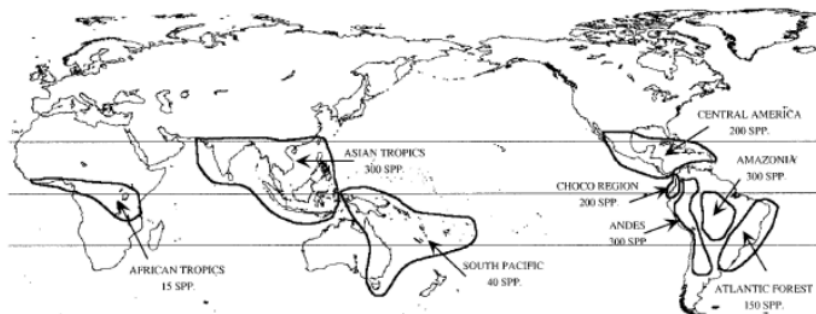 CENTRAL AMERICA
200 SPP.
ASIAN TROPICS
300 SPP.
AMAZONIA
300 SPP.
CHOCO REGION
200 SPP.
ANDES
300 SPP
SOUTH PACIFIC
40 SPP.
AFRICAN TROPICS
15 SPP.
ATLANTIC FOREST
150 SPP.